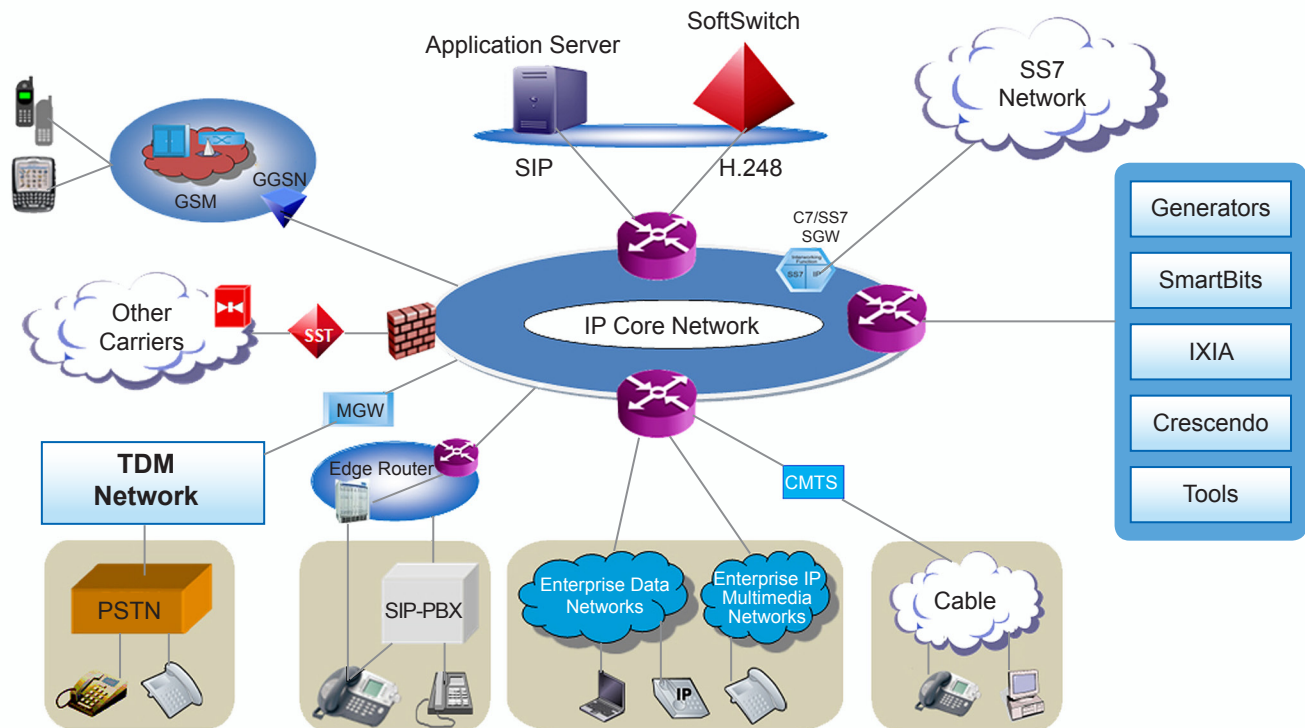 Application Server
SoftSwitch
SS7
Network
SIP
H.248
GSM
GGSN
C7/SS7
SGW
Interworking
Function
SS7
IP
Generators
SmartBits
IXIA
Crescendo
Tools
Other
Carriers
SST
IP Core Network
MGW
TDM
Network
Edge Router
CMTS
PSTN
SIP-PBX
Enterprise Data
Networks
Enterprise IP
Multimedia
Networks
Cable
IP